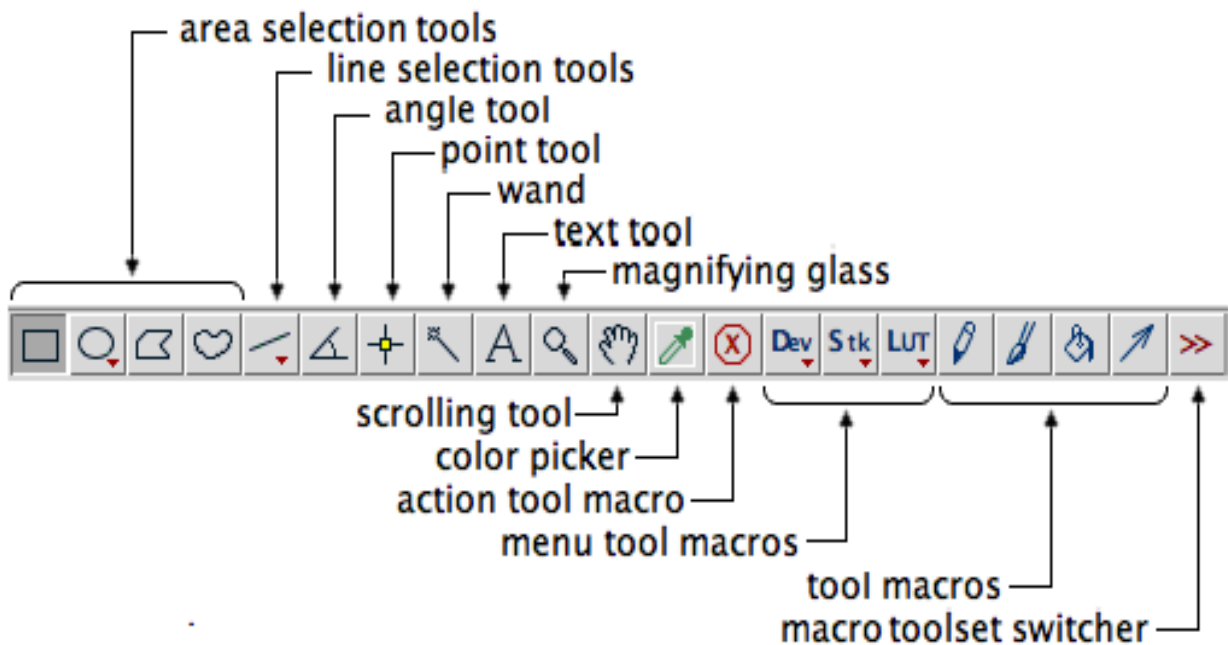 area selection tools
line selection tools
angle tool
point tool
wand
text tool
magnifying glass
A X Dev Stk LUT >>
scrolling tool
color picker
action tool macro
menu tool macros
tool macros
macro toolset switcher